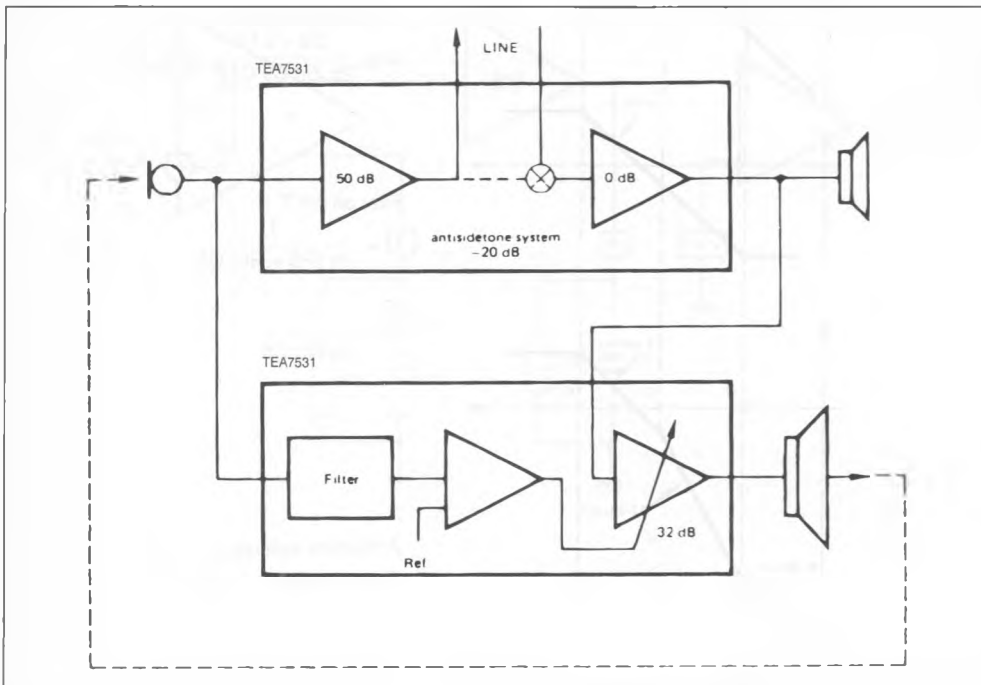 LINE
TEA7531
50 dB
0 dB
antisidetone system
-20 dB
TEA7531
Filter
Ref
32 dB